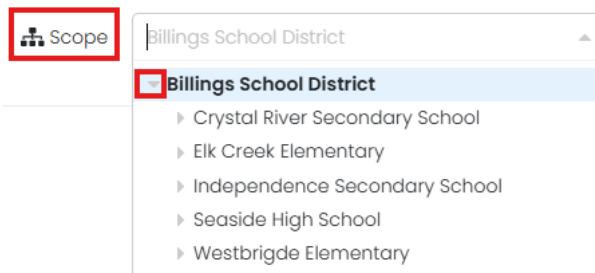 Scope
Billings School District
Billings School District
Crystal River Secondary School
Elk Creek Elementary
Independence Secondary School
Seaside High School
Westbrigde Elementary